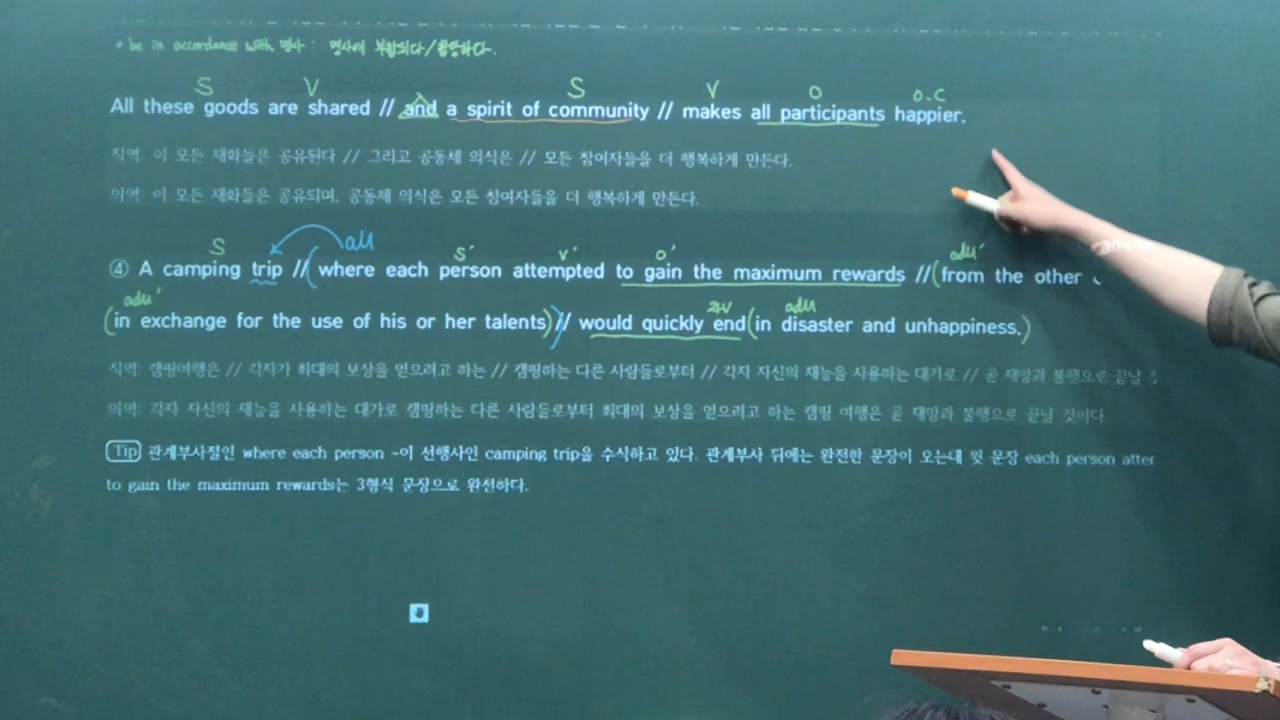 * be in accordance with 명사 : 명사에 부합되다/합당하다.
S V S V O O.C
All these goods are shared // and a spirit of community // makes all participants happier.
직역: 이 모든 재화들은 공유된다 // 그리고 공동체 의식은 // 모든 참여자들을 더 행복하게 만든다.
의역: 이 모든 재화들은 공유되며, 공동체 의식은 모든 참여자들을 더 행복하게 만든다.
S S' V' O'
④ A camping trip // (where each person attempted to gain the maximum rewards // (from the other
(in exchange for the use of his or her talents) // would quickly end (in disaster and unhappiness.)
직역: 캠핑여행은 // 각자가 최대의 보상을 얻으려고 하는 // 캠핑하는 다른 사람들로부터 // 각자 자신의 재능을 사용하는 대가로 // 곧 재앙과 불행으로 끝날
의역: 각자 자신의 재능을 사용하는 대가로 캠핑하는 다른 사람들로부터 최대의 보상을 얻으려고 하는 캠핑 여행은 곧 재앙과 불행으로 끝날 것이다.
Tip 관계부사절인 where each person ~이 선행사인 camping trip을 수식하고 있다. 관계부사 뒤에는 완전한 문장이 오는데 윗 문장 each person atter
to gain the maximum rewards는 3형식 문장으로 완전하다.